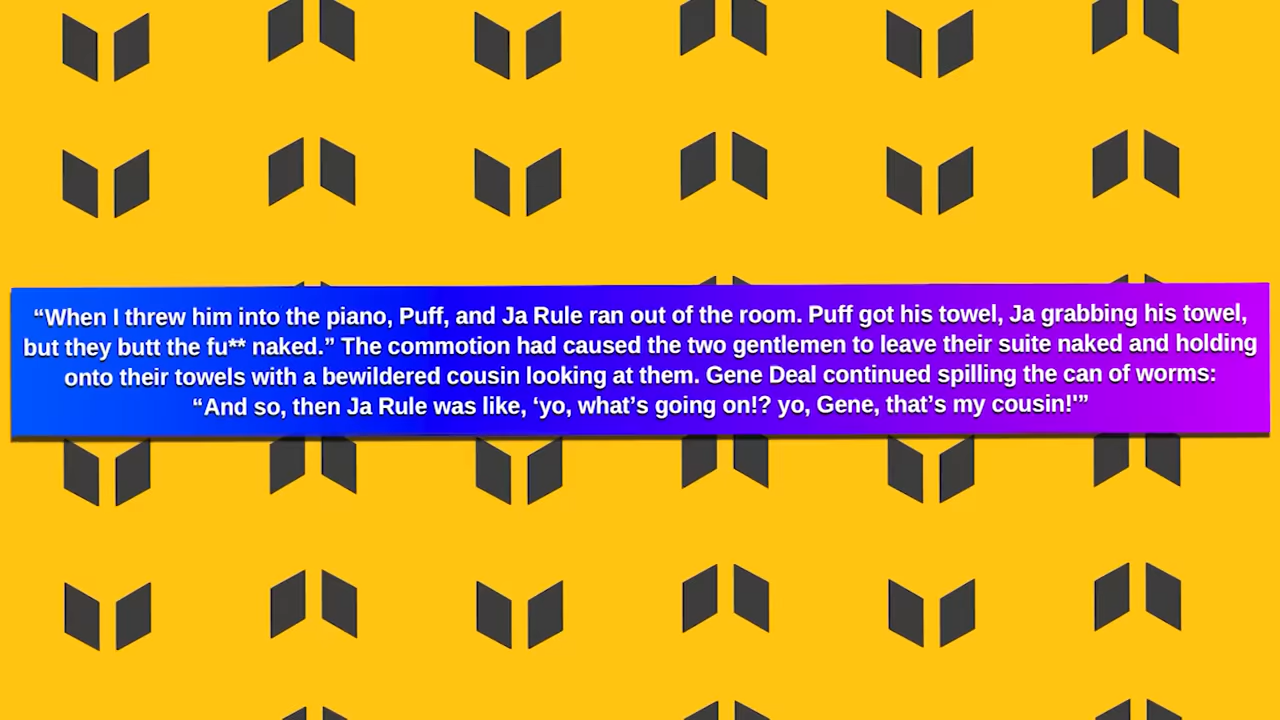 “When I threw him into the piano, Puff, and Ja Rule ran out of the room. Puff got his towel, Ja grabbing his towel,
but they butt the fu** naked.” The commotion had caused the two gentlemen to leave their suite naked and holding
onto their towels with a bewildered cousin looking at them. Gene Deal continued spilling the can of worms:
“And so, then Ja Rule was like, ‘yo, what’s going on!? yo, Gene, that’s my cousin!'”